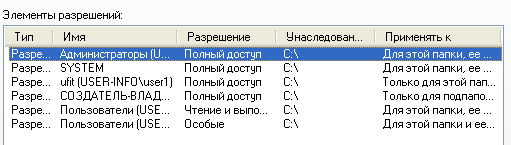 Элементы разрешений:
Тип Имя Разрешение Унаследован... Применять к
Разре... Администраторы (U... Полный доступ C:\ Для этой папки, ее ...
Разре... SYSTEM Полный доступ C:\ Для этой папки, ее ...
Разре... ufit (USER-INFO\user1) Полный доступ C:\ Только для этой пап...
Разре... СОЗДАТЕЛЬ-ВЛАД... Полный доступ C:\ Только для подпапо...
Разре... Пользователи (USE... Чтение и выпо... C:\ Для этой папки, ее ...
Разре... Пользователи (USE... Особые C:\ Для этой папки и ее...